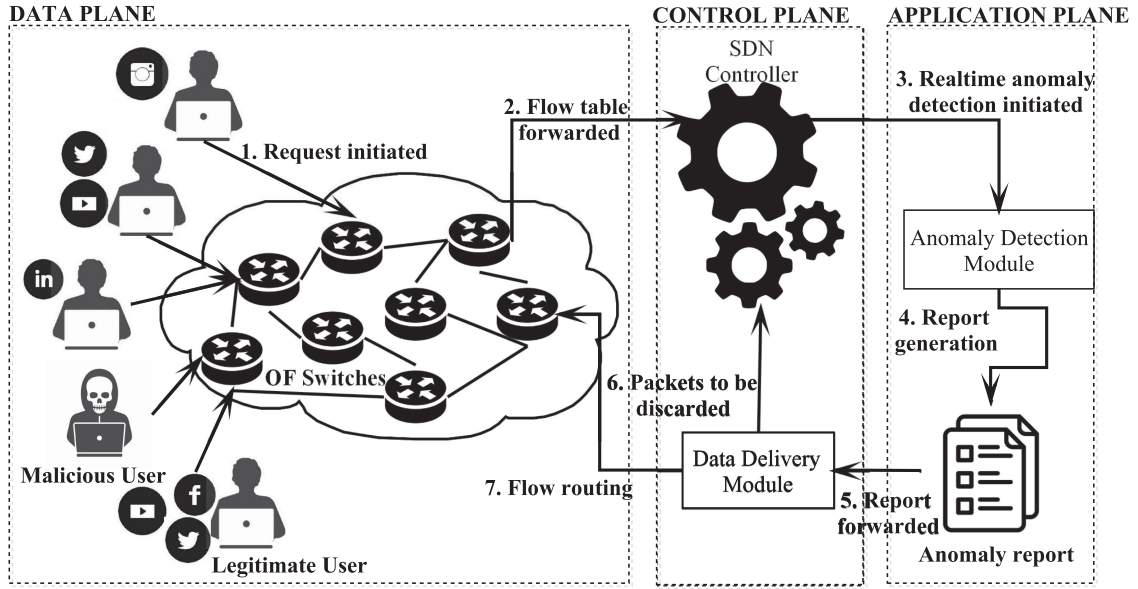 DATA PLANE
CONTROL PLANE
APPLICATION PLANE
SDN
Controller
3. Realtime anomaly
detection initiated
2. Flow table
forwarded
1. Request initiated
Anomaly Detection
Module
in
4. Report
generation
OF Switches
6. Packets to be
discarded
Malicious User
Data Delivery
Module
7. Flow routing
f
5. Report
forwarded
Legitimate User
Anomaly report